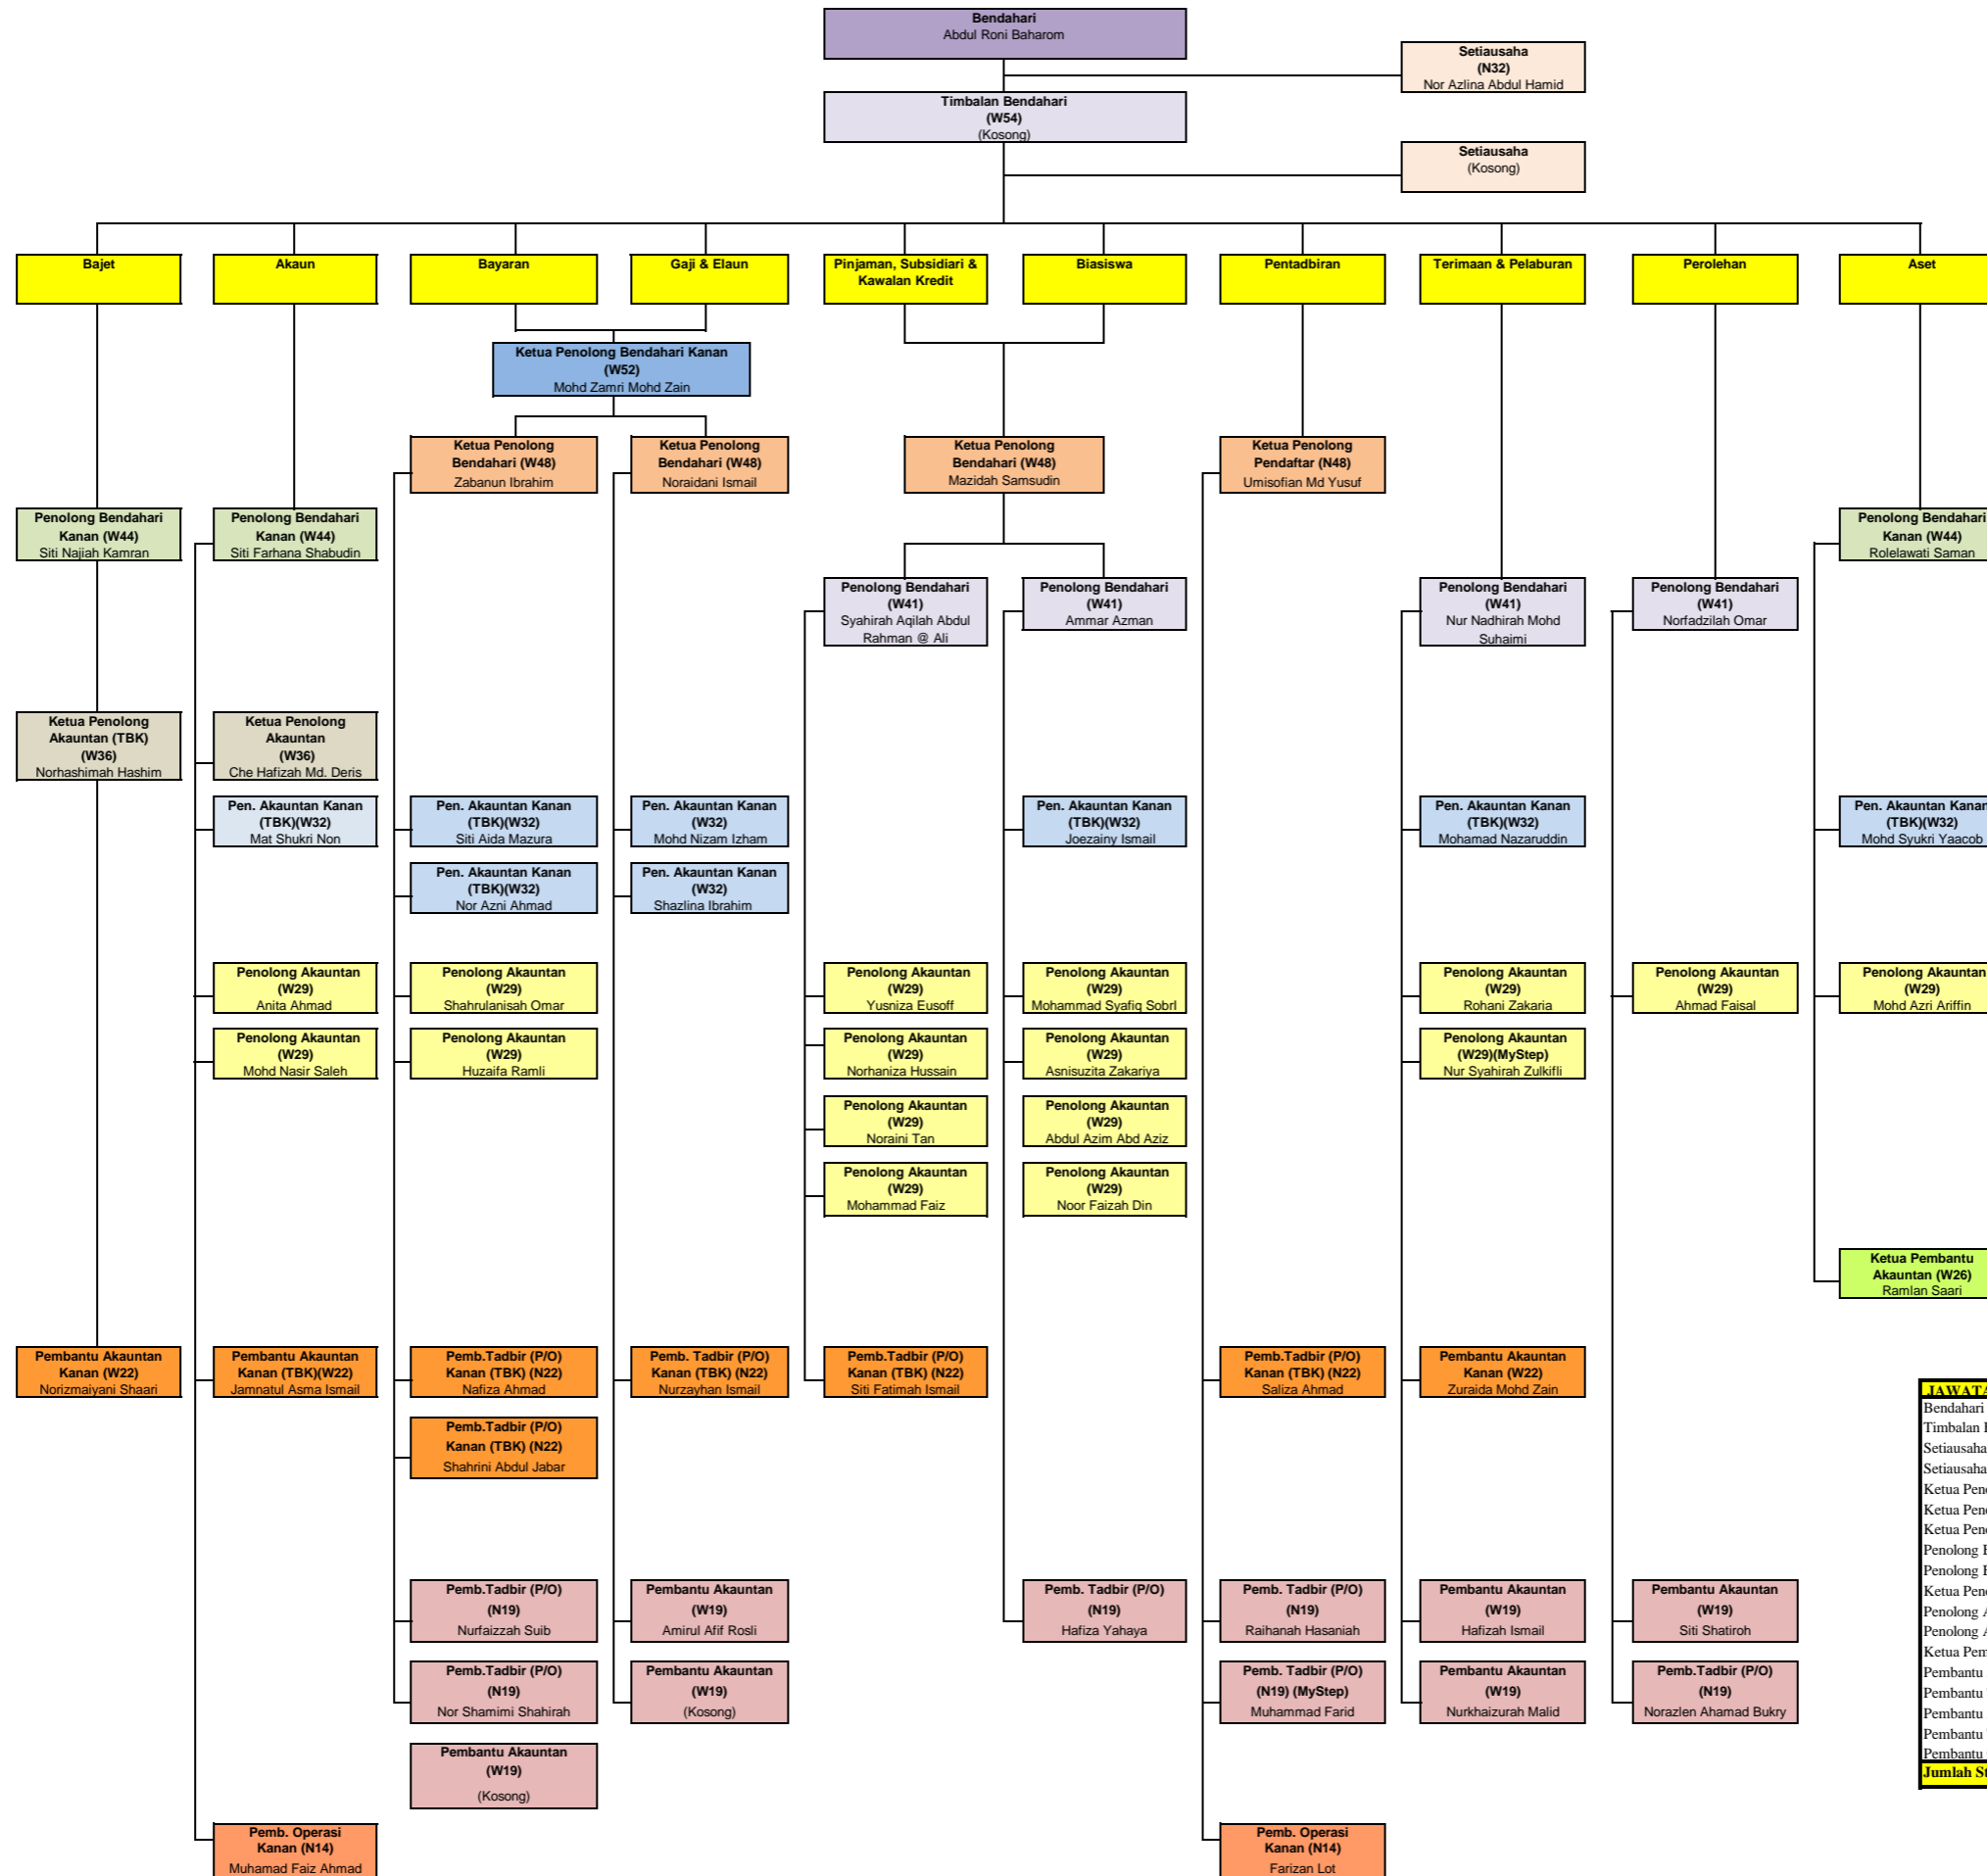 Bendahari
Abdul Roni Baharom
Setiausaha
(N32)
Nor Azlina Abdul Hamid
Timbalan Bendahari
(W54)
(Kosong)
Setiausaha
(Kosong)
Bajet
Akaun
Bayaran
Gaji & Elaun
Pinjaman, Subsidiari &
Kawalan Kredit
Biasiswa
Pentadbiran
Terimaan & Pelaburan
Perolehan
Aset
Ketua Penolong Bendahari Kanan
(W52)
Mohd Zamri Mohd Zain
Ketua Penolong
Bendahari (W48)
Zabanun Ibrahim
Ketua Penolong
Bendahari (W48)
Noraidani Ismail
Ketua Penolong
Bendahari (W48)
Mazidah Samsudin
Ketua Penolong
Pendaftar (N48)
Umisofian Md Yusuf
Penolong Bendahari
Kanan (W44)
Siti Najiah Kamran
Penolong Bendahari
Kanan (W44)
Siti Farhana Shabudin
Penolong Bendahari
Kanan (W44)
Rolelawati Saman
Penolong Bendahari
(W41)
Syahirah Aqilah Abdul
Rahman @ Ali
Penolong Bendahari
(W41)
Ammar Azman
Penolong Bendahari
(W41)
Nur Nadhirah Mohd
Suhaimi
Penolong Bendahari
(W41)
Norfadzilah Omar
Ketua Penolong
Akauntan (TBK)
(W36)
Norhashimah Hashim
Ketua Penolong
Akauntan
(W36)
Che Hafizah Md. Deris
Pen. Akauntan Kanan
(TBK)(W32)
Mat Shukri Non
Pen. Akauntan Kanan
(TBK)(W32)
Siti Aida Mazura
Pen. Akauntan Kanan
(W32)
Mohd Nizam Izham
Pen. Akauntan Kanan
(TBK)(W32)
Joezainy Ismail
Pen. Akauntan Kanan
(TBK)(W32)
Mohamad Nazaruddin
Pen. Akauntan Kanan
(TBK)(W32)
Mohd Syukri Yaacob
Pen. Akauntan Kanan
(TBK)(W32)
Nor Azni Ahmad
Pen. Akauntan Kanan
(W32)
Shazlina Ibrahim
Penolong Akauntan
(W29)
Anita Ahmad
Penolong Akauntan
(W29)
Shahrulanisah Omar
Penolong Akauntan
(W29)
Yusniza Eusoff
Penolong Akauntan
(W29)
Mohammad Syafiq Sobrl
Penolong Akauntan
(W29)
Rohani Zakaria
Penolong Akauntan
(W29)
Ahmad Faisal
Penolong Akauntan
(W29)
Mohd Azri Ariffin
Penolong Akauntan
(W29)
Mohd Nasir Saleh
Penolong Akauntan
(W29)
Huzaifa Ramli
Penolong Akauntan
(W29)
Norhaniza Hussain
Penolong Akauntan
(W29)
Asnisuzita Zakariya
Penolong Akauntan
(W29)(MyStep)
Nur Syahirah Zulkifli
Penolong Akauntan
(W29)
Noraini Tan
Penolong Akauntan
(W29)
Abdul Azim Abd Aziz
Penolong Akauntan
(W29)
Mohammad Faiz
Penolong Akauntan
(W29)
Noor Faizah Din
Ketua Pembantu
Akauntan (W26)
Ramlan Saari
Pembantu Akauntan
Kanan (W22)
Norizmaiyani Shaari
Pembantu Akauntan
Kanan (TBK)(W22)
Jamnatul Asma Ismail
Pemb.Tadbir (P/O)
Kanan (TBK) (N22)
Nafiza Ahmad
Pemb. Tadbir (P/O)
Kanan (TBK) (N22)
Nurzayhan Ismail
Pemb.Tadbir (P/O)
Kanan (TBK) (N22)
Siti Fatimah Ismail
Pemb.Tadbir (P/O)
Kanan (TBK) (N22)
Saliza Ahmad
Pembantu Akauntan
Kanan (W22)
Zuraida Mohd Zain
Pemb.Tadbir (P/O)
Kanan (TBK) (N22)
Shahrini Abdul Jabar
Pemb.Tadbir (P/O)
(N19)
Nurfaizzah Suib
Pembantu Akauntan
(W19)
Amirul Afif Rosli
Pemb. Tadbir (P/O)
(N19)
Hafiza Yahaya
Pemb. Tadbir (P/O)
(N19)
Raihanah Hasaniah
Pembantu Akauntan
(W19)
Hafizah Ismail
Pembantu Akauntan
(W19)
Siti Shatiroh
Pemb.Tadbir (P/O)
(N19)
Nor Shamimi Shahirah
Pembantu Akauntan
(W19)
(Kosong)
Pemb. Tadbir (P/O)
(N19) (MyStep)
Muhammad Farid
Pembantu Akauntan
(W19)
Nurkhaizurah Malid
Pemb.Tadbir (P/O)
(N19)
Norazlen Ahamad Bukry
Pembantu Akauntan
(W19)
(Kosong)
Pemb. Operasi
Kanan (N14)
Muhamad Faiz Ahmad
Pemb. Operasi
Kanan (N14)
Farizan Lot
Bendahari
Timbalan
Setiausaha
Setiausaha
Ketua
Ketua
Ketua
Penolong
Penolong
Ketua
Penolong
Penolong
Ketua
Pembantu
Pembantu
Pembantu
Pembantu
Pembantu
Jumlah